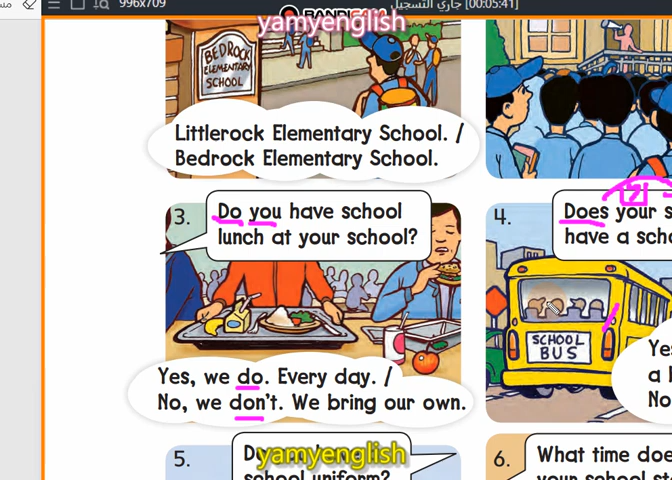 996x709
[00:05:41] جاري التسجيل
yamyenglish
BEDROCK
ELEMENTARY
SCHOOL
Littlerock Elementary School. /
Bedrock Elementary School.
3. Do you have school
lunch at your school?
Yes, we do. Every day. /
No, we don't. We bring our own.
4. Does your s
have a scho
SCHOOL
BUS
Yes
a b
No
5. Do
yamyenglish
school uniform?
6. What time doe
your school st